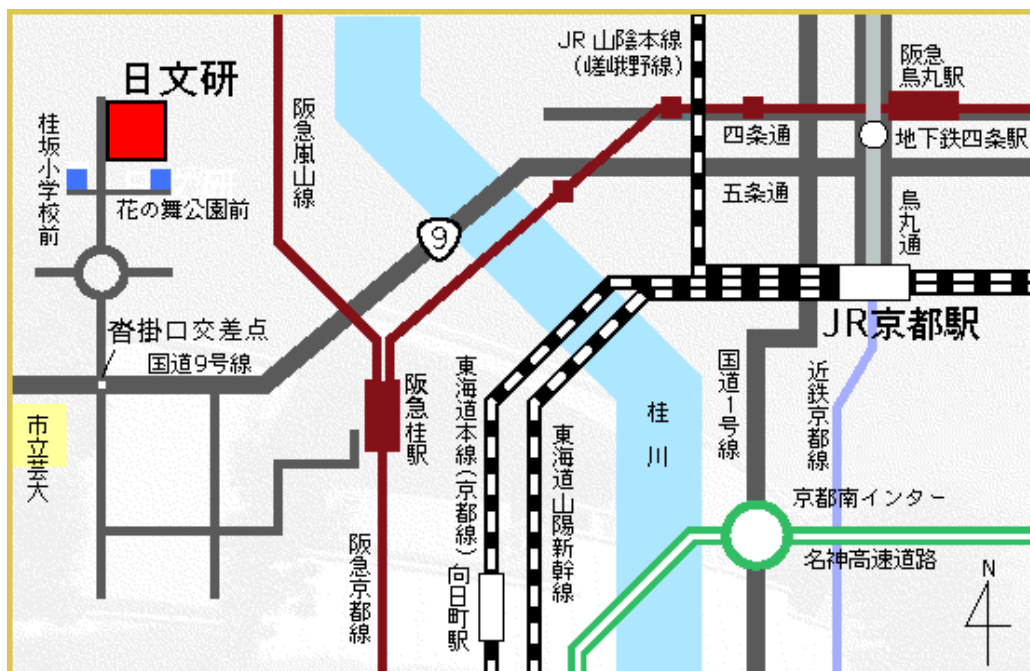 日文研
桂坂小学校前
日文研
花の舞公園前
阪急嵐山線
JR 山陰本線
(嵯峨野線)
阪急
烏丸駅
四条通
地下鉄四条駅
五条通
烏丸通
9
沓掛口交差点
国道9号線
JR京都駅
市立芸大
阪急桂駅
東海道本線(京都線)
東海道山陽新幹線
桂川
国道1号線
近鉄京都線
京都南インター
名神高速道路
阪急京都線
向日町駅
N